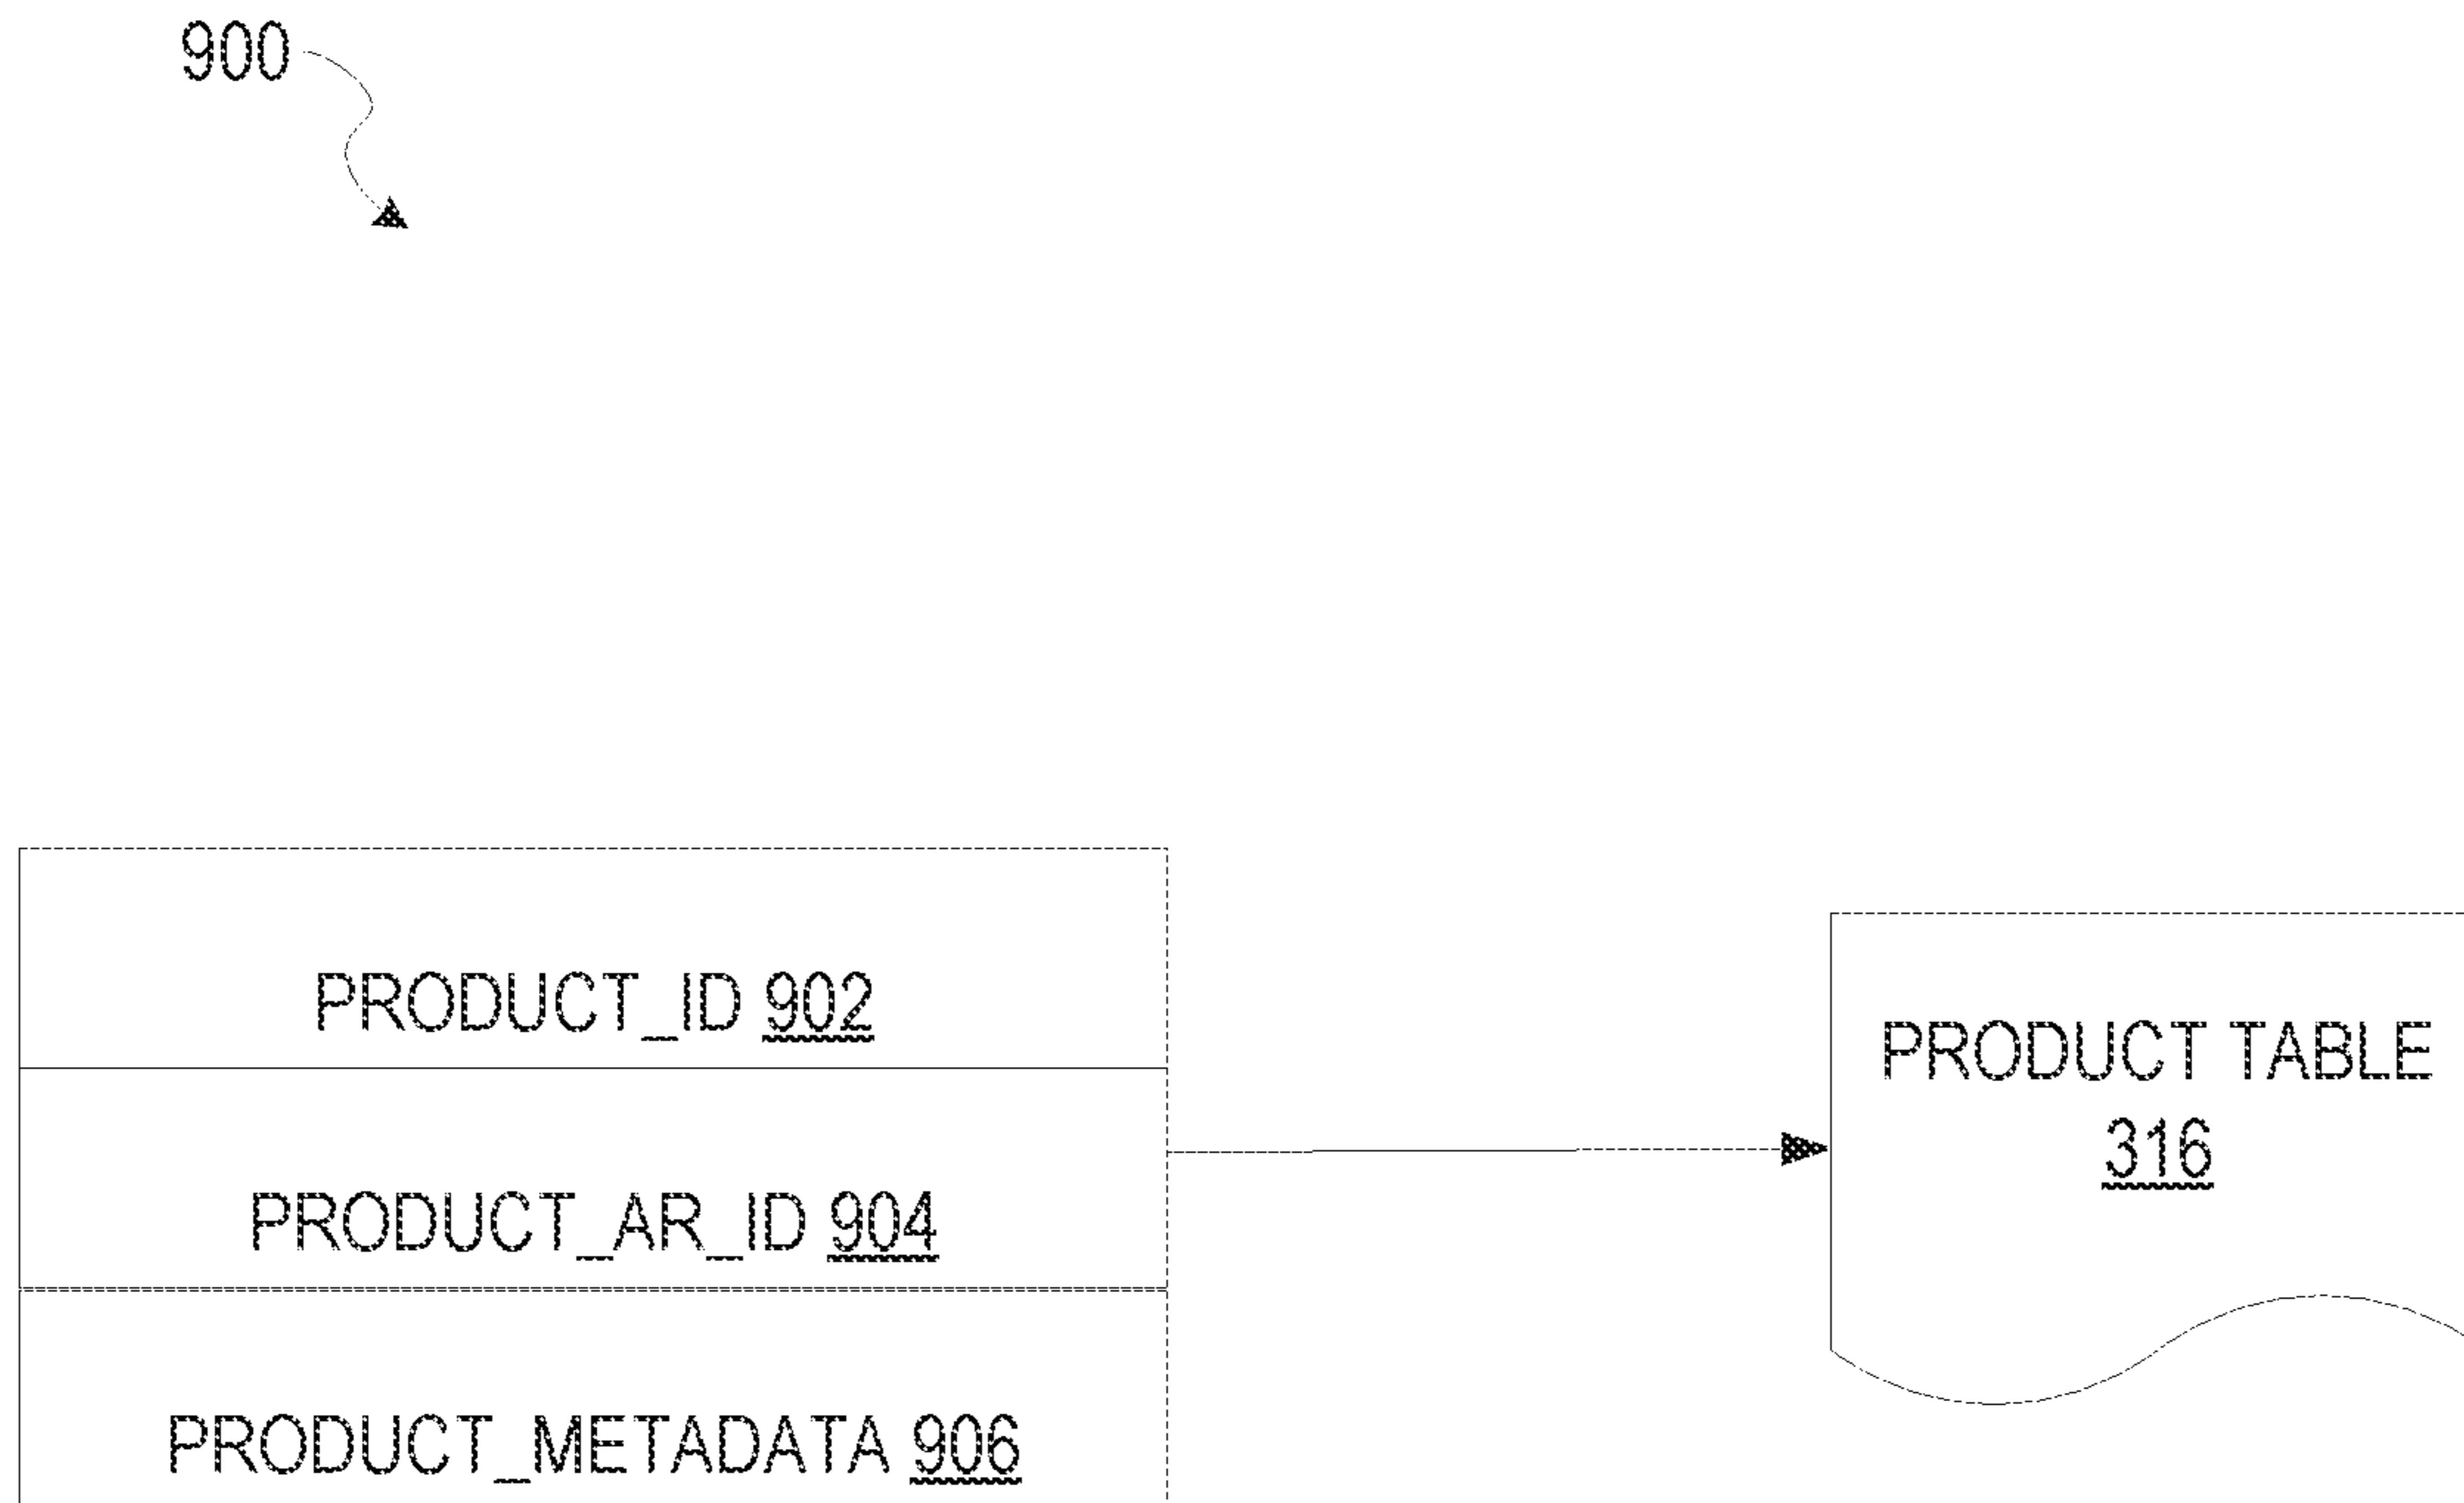 900
PRODUCT_ID 902
PRODUCT_AR_ID 904
PRODUCT_METADATA 906
PRODUCT TABLE
316